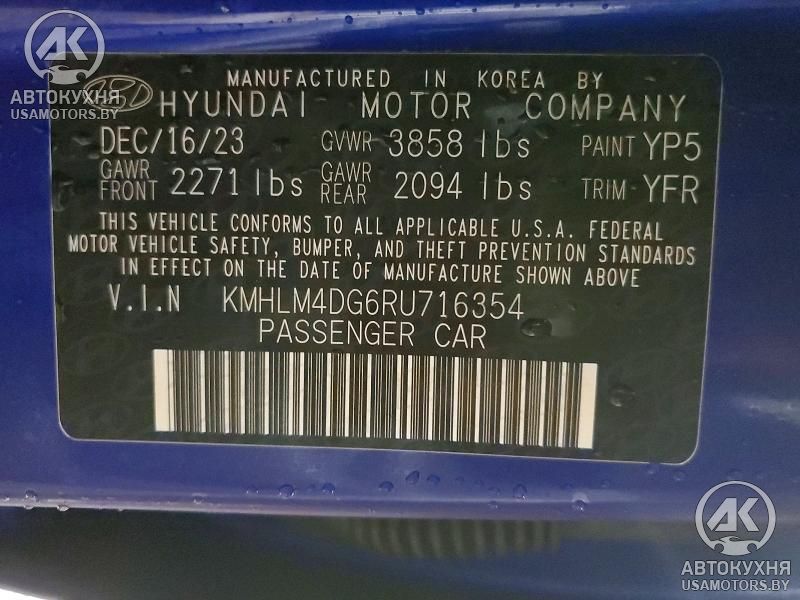 AK
АВТОКУХНЯ
USAMOTORS.BY
MANUFACTURED IN KOREA BY
HYUNDAI MOTOR COMPANY
DEC/16/23 GVWR 3858 lbs PAINT YP5
GAWR FRONT 2271 lbs GAWR REAR 2094 lbs TRIM YFR
THIS VEHICLE CONFORMS TO ALL APPLICABLE U.S.A. FEDERAL
MOTOR VEHICLE SAFETY, BUMPER, AND THEFT PREVENTION STANDARDS
IN EFFECT ON THE DATE OF MANUFACTURE SHOWN ABOVE
V.I.N KMHLM4DG6RU716354
PASSENGER CAR
AK
АВТОКУХНЯ
USAMOTORS.BY